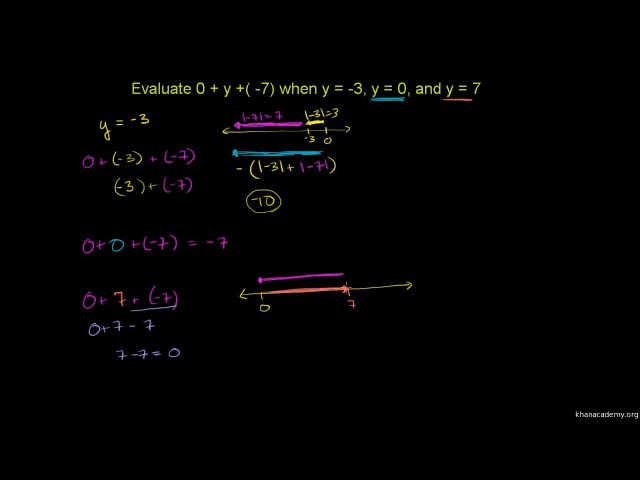 Evaluate 0 + y +( -7) when y = -3, y = 0, and y = 7
y = -3
|-7| = 7 |-3| = 3
-3 0
0 + (-3) + (-7)
- (|-3| + |-7|)
(-3) + (-7)
-10
0 + 0 + (-7) = -7
0 + 7 + (-7)
0 7
0 + 7 - 7
7 - 7 = 0
khanacademy.org